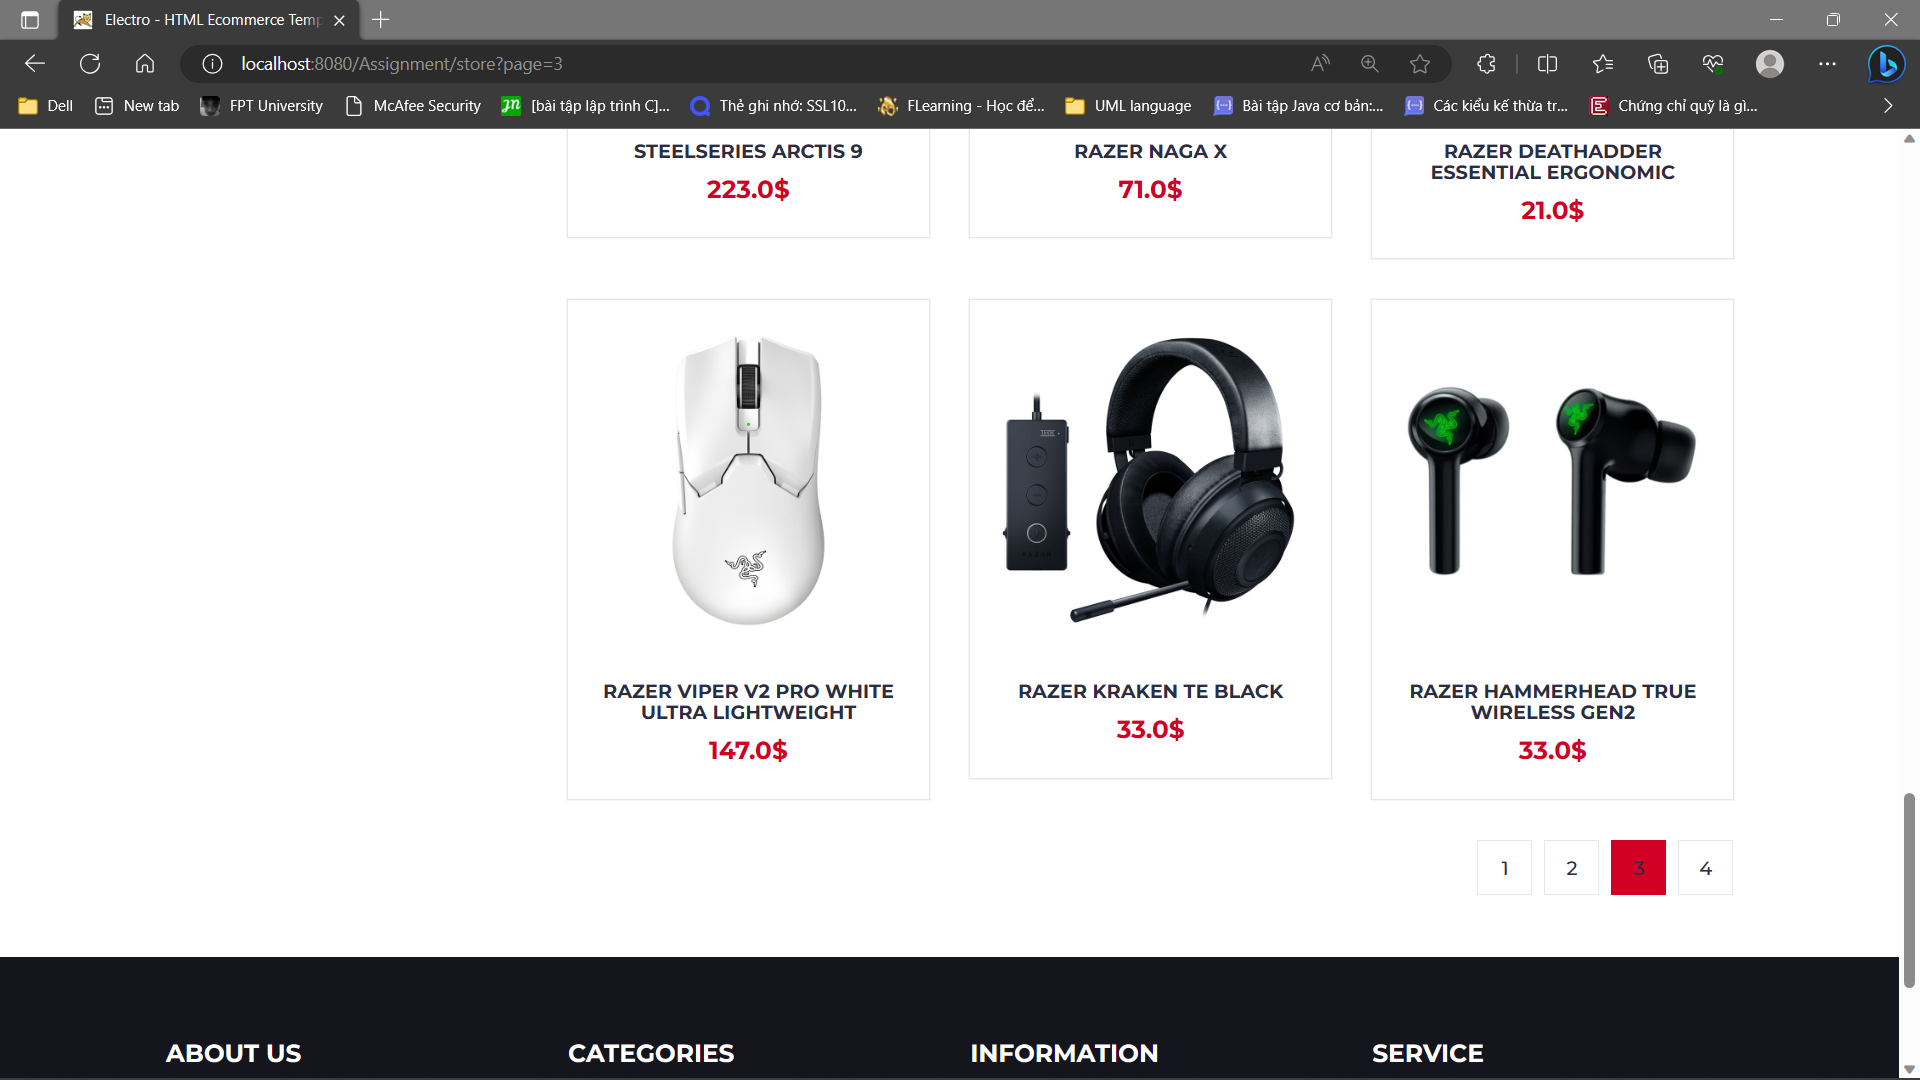 Electro - HTML Ecommerce Temp
localhost:8080/Assignment/store?page=3
Dell
New tab
FPT University
McAfee Security
[bài tập lập trình C]...
Thẻ ghi nhớ: SSL10...
FLearning - Học để...
UML language
Bài tập Java cơ bản:...
Các kiểu kế thừa tr...
Chứng chỉ quỹ là gì...
STEELSERIES ARCTIS 9
223.0$
RAZER NAGA X
71.0$
RAZER DEATHADDER
ESSENTIAL ERGONOMIC
21.0$
RAZER VIPER V2 PRO WHITE
ULTRA LIGHTWEIGHT
147.0$
THX
RAZER
RAZER KRAKEN TE BLACK
33.0$
RAZER HAMMERHEAD TRUE
WIRELESS GEN2
33.0$
1 2 3 4
ABOUT US
CATEGORIES
INFORMATION
SERVICE